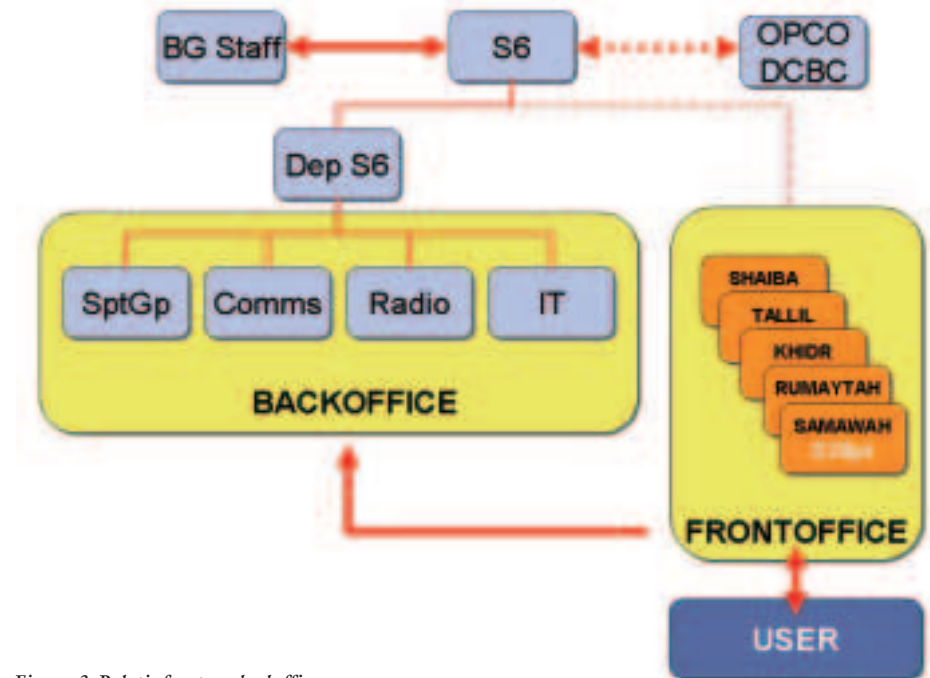 BG Staff
S6
OPCO
DCBC
Dep S6
SptGp
Comms
Radio
IT
BACKOFFICE
SHAIBA
TALLIL
KHIDR
RUMAYTAH
SAMAWAH
FRONTOFFICE
USER